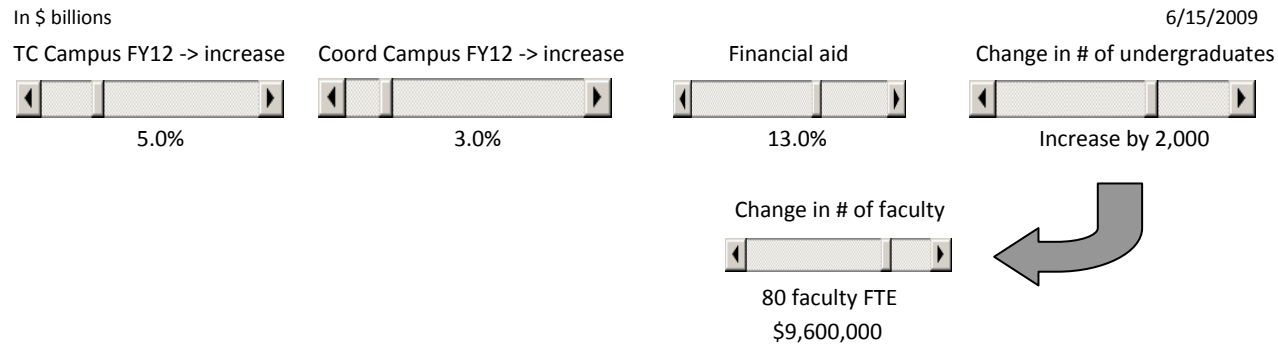 In $ billions 6/15/2009
TC Campus FY12 -> increase Coord Campus FY12 -> increase Financial aid Change in # of undergraduates
5.0% 3.0% 13.0% Increase by 2,000
Change in # of faculty
80 faculty FTE
$9,600,000